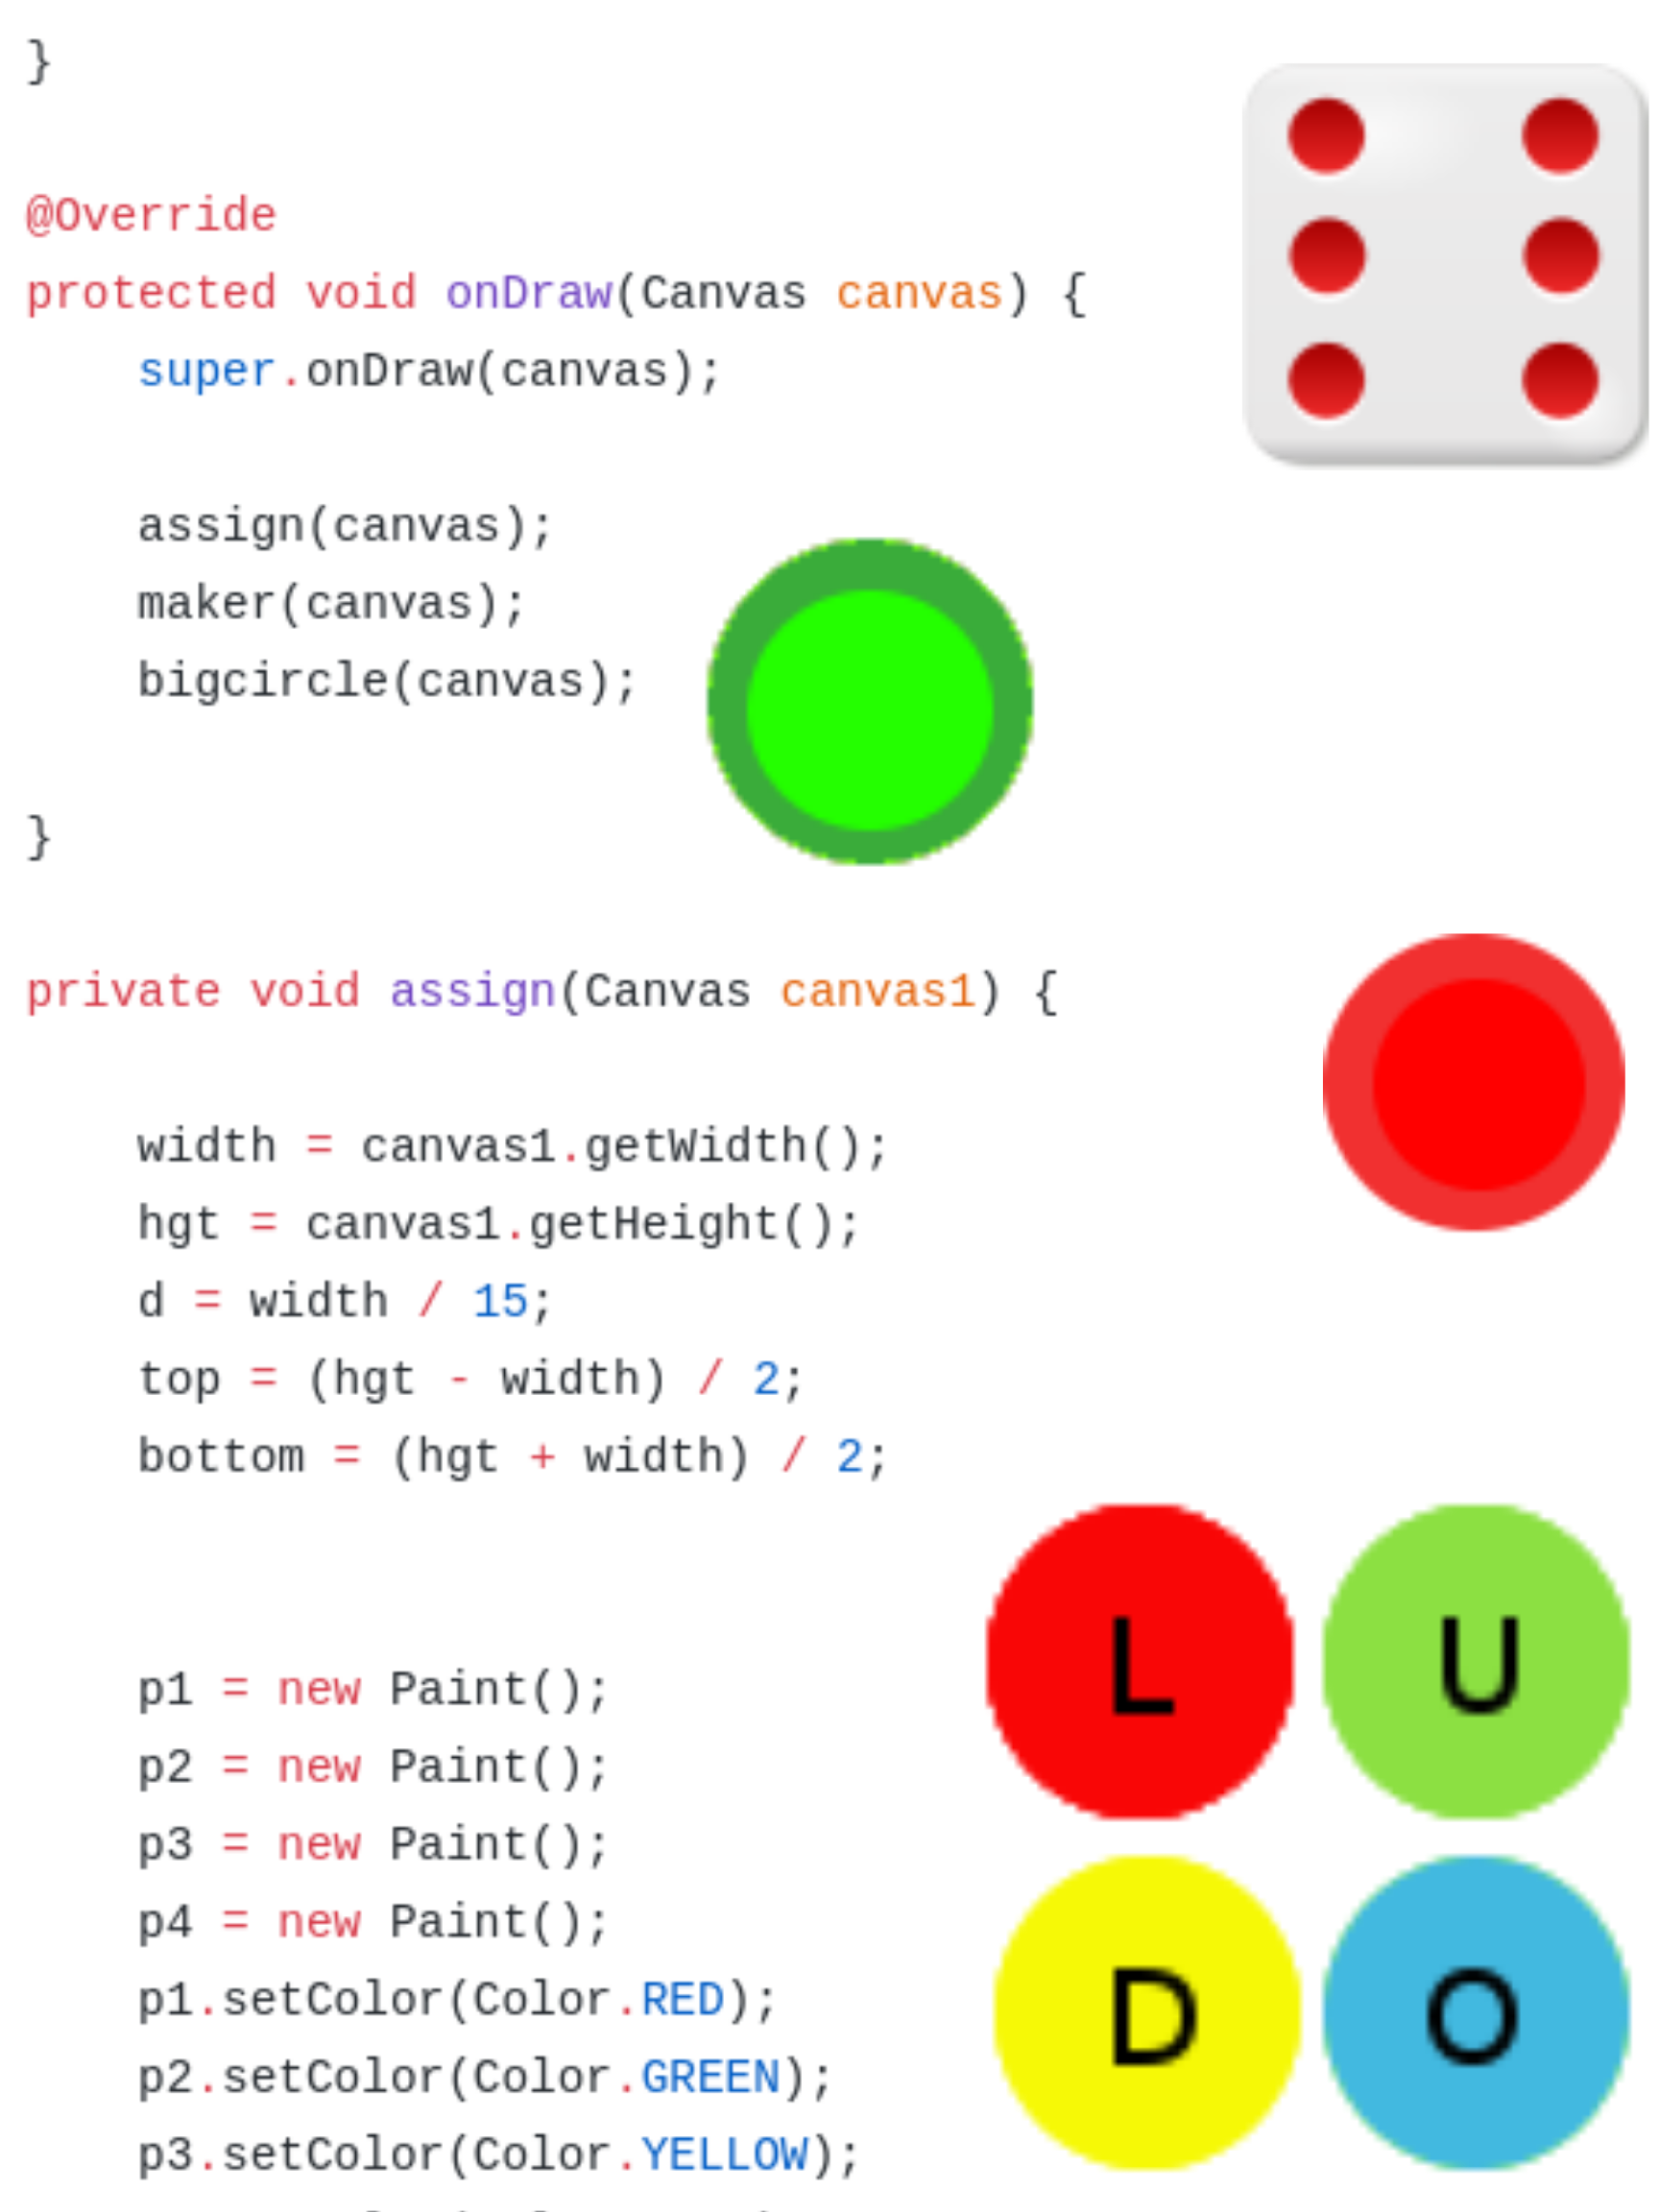 }
@Override
protected void onDraw(Canvas canvas) {
super.onDraw(canvas);
assign(canvas);
maker(canvas);
bigcircle(canvas);
}
private void assign(Canvas canvas1) {
width = canvas1.getWidth();
hgt = canvas1.getHeight();
d = width / 15;
top = (hgt - width) / 2;
bottom = (hgt + width) / 2;
p1 = new Paint();
p2 = new Paint();
p3 = new Paint();
p4 = new Paint();
p1.setColor(Color.RED);
p2.setColor(Color.GREEN);
p3.setColor(Color.YELLOW);
L U
D O